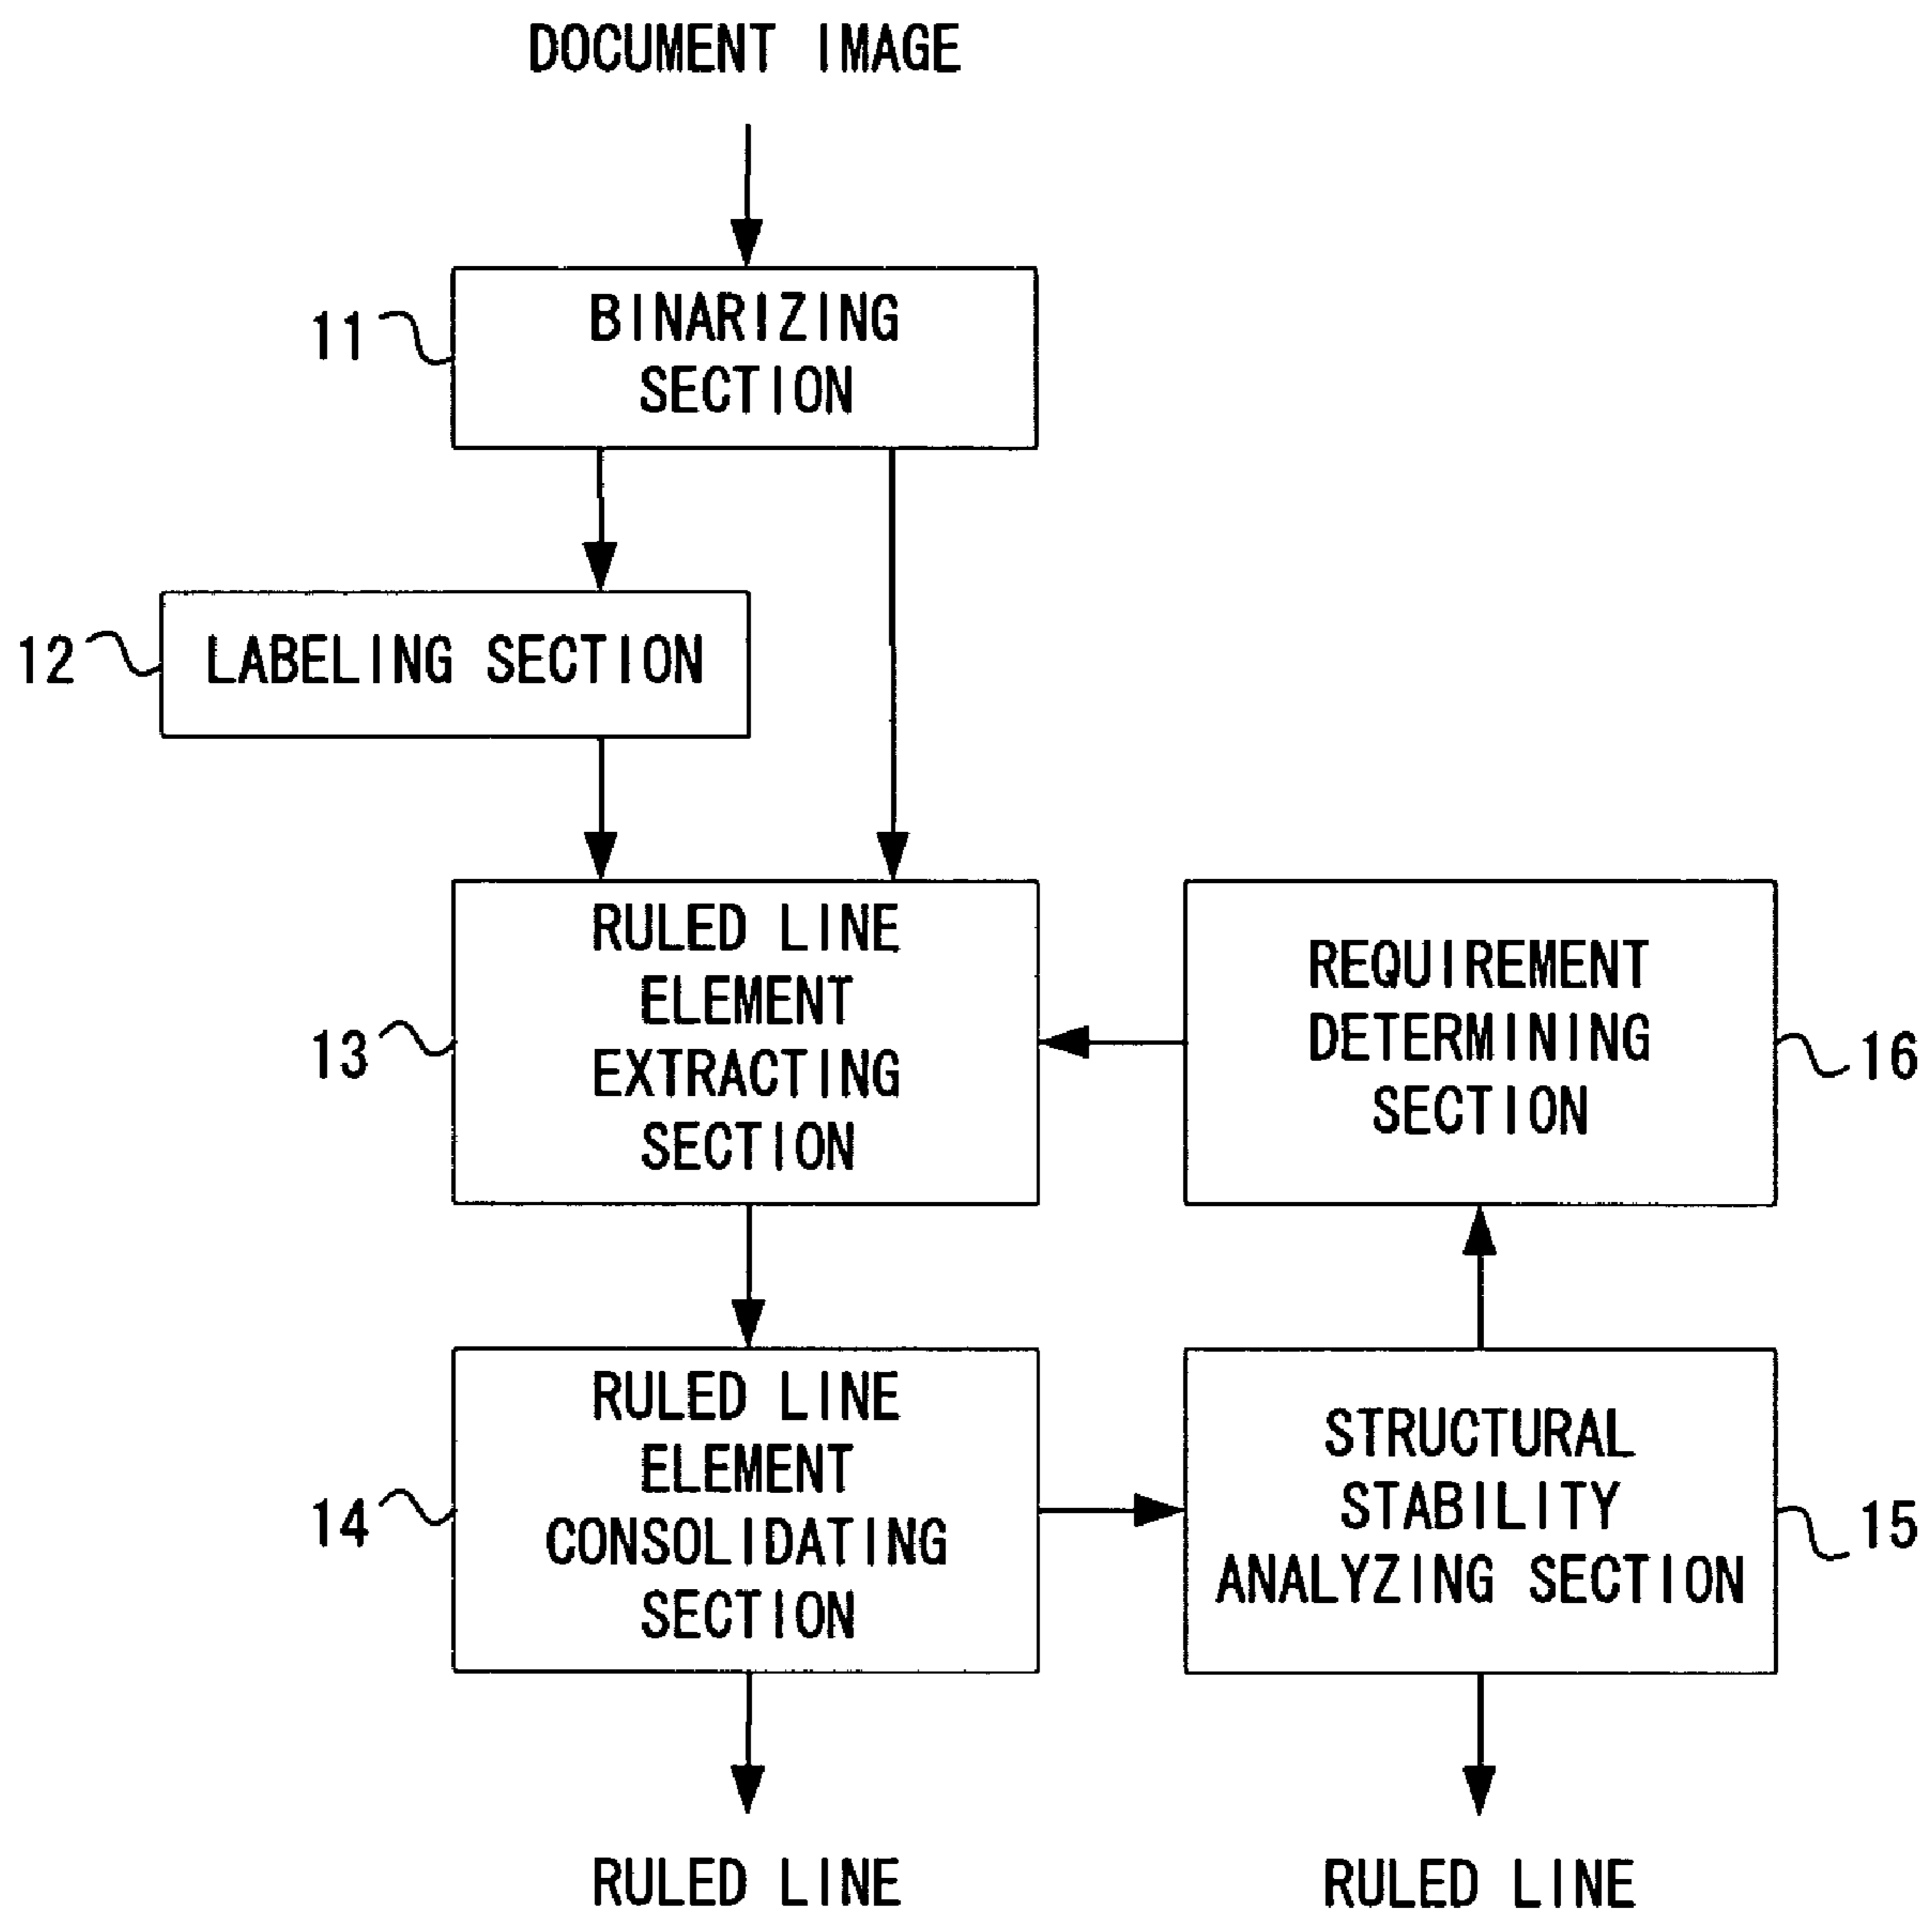 DOCUMENT IMAGE
11
BINARIZING
SECTION
12
LABELING SECTION
13
RULED LINE
ELEMENT
EXTRACTING
SECTION
REQUIREMENT
DETERMINING
SECTION
16
14
RULED LINE
ELEMENT
CONSOLIDATING
SECTION
STRUCTURAL
STABILITY
ANALYZING SECTION
15
RULED LINE
RULED LINE